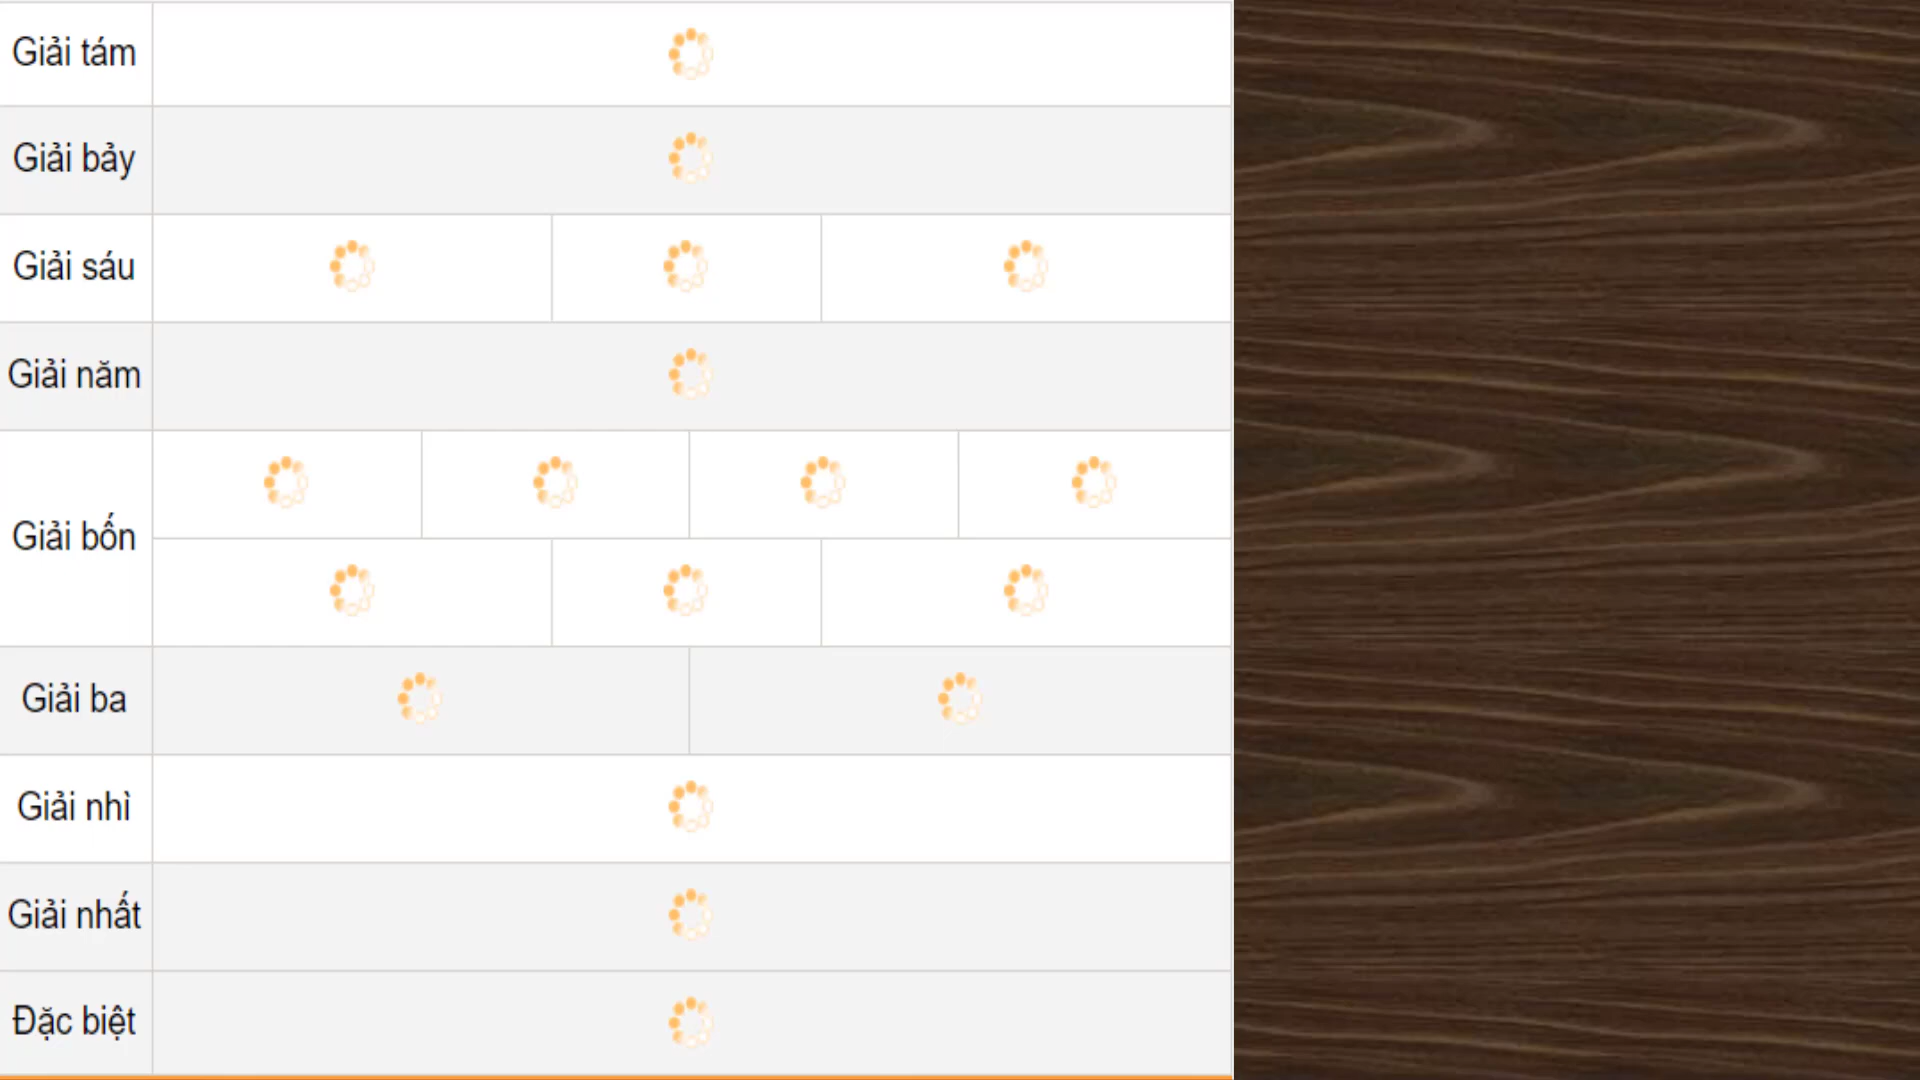 Giải tám
Giải bảy
Giải sáu
Giải năm
Giải bốn
Giải ba
Giải nhì
Giải nhất
Đặc biệt